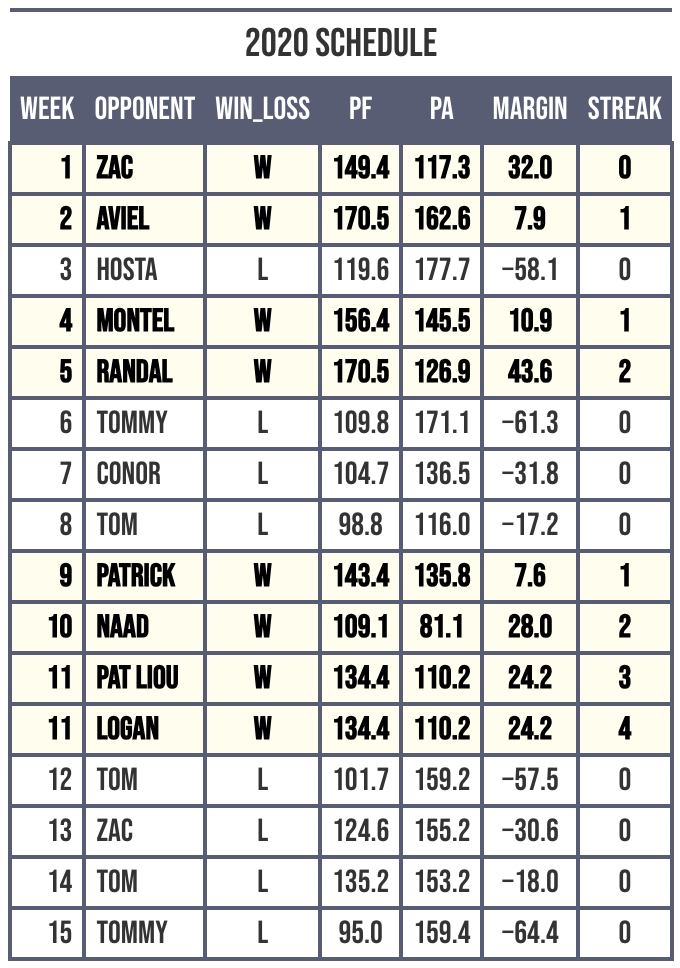 2020 SCHEDULE
WEEK OPPONENT WIN_LOSS PF PA MARGIN STREAK
1 ZAC W 149.4 117.3 32.0 0
2 AVIEL W 170.5 162.6 7.9 1
3 HOSTA L 119.6 177.7 −58.1 0
4 MONTEL W 156.4 145.5 10.9 1
5 RANDAL W 170.5 126.9 43.6 2
6 TOMMY L 109.8 171.1 −61.3 0
7 CONOR L 104.7 136.5 −31.8 0
8 TOM L 98.8 116.0 −17.2 0
9 PATRICK W 143.4 135.8 7.6 1
10 NAAD W 109.1 81.1 28.0 2
11 PAT LIOU W 134.4 110.2 24.2 3
11 LOGAN W 134.4 110.2 24.2 4
12 TOM L 101.7 159.2 −57.5 0
13 ZAC L 124.6 155.2 −30.6 0
14 TOM L 135.2 153.2 −18.0 0
15 TOMMY L 95.0 159.4 −64.4 0